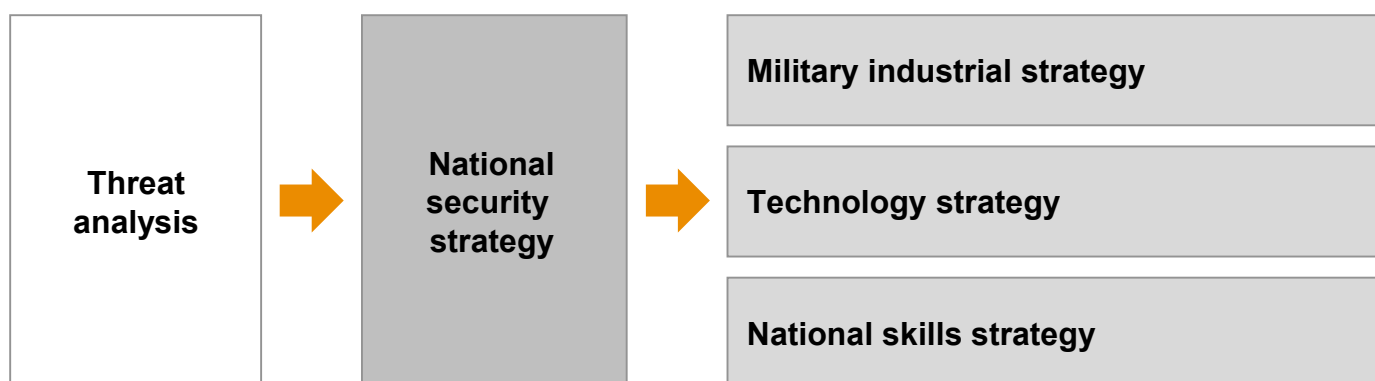 Threat
analysis
National
security
strategy
Military industrial strategy
Technology strategy
National skills strategy